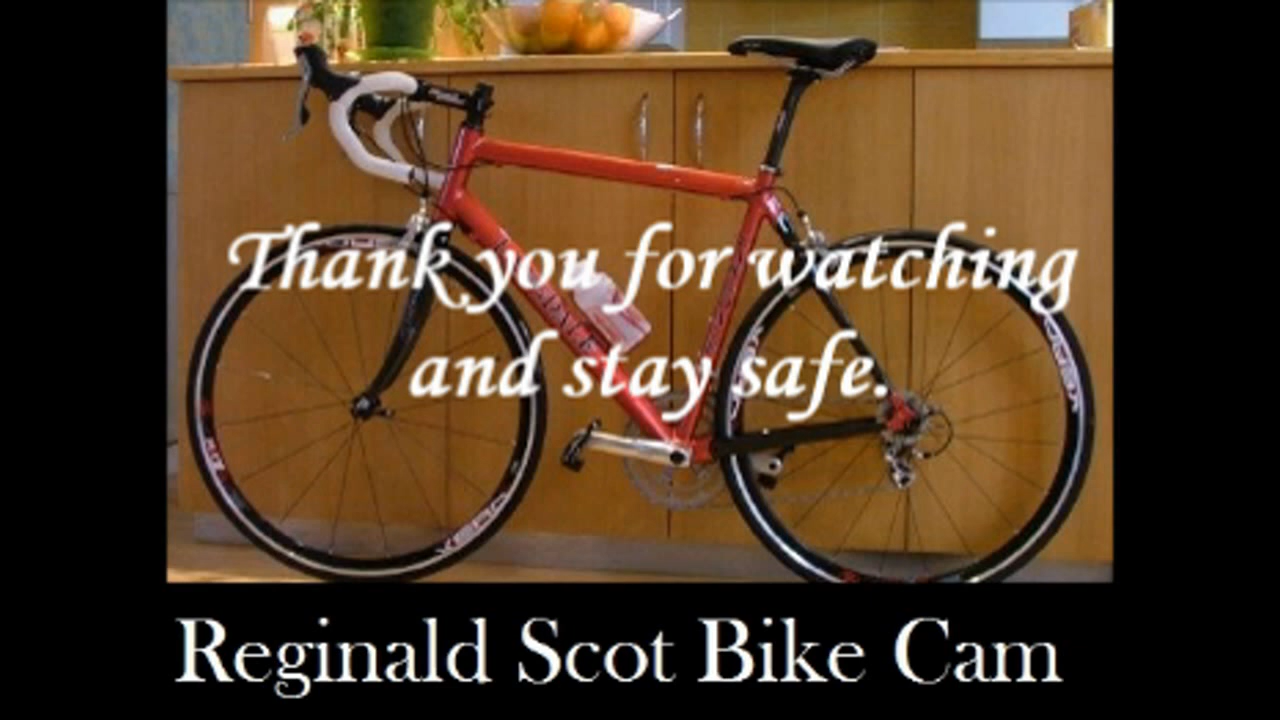 Thank you for watching
and stay safe.
Reginald Scot Bike Cam